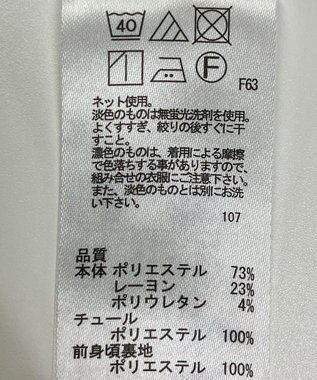 40
F
F63
ネット使用。
淡色のものは無蛍光洗剤を使用。
よくすすぎ、絞りの後すぐに干
すこと。
濃色のものは、着用による摩擦
で色落ちする事がありますので、
組み合せの衣服にご注意下さい。
また、淡色のものとは別にお洗
い下さい。
107
品質
本体 ポリエステル 73%
レーヨン 23%
ポリウレタン 4%
チュール
ポリエステル 100%
前身頃裏地
ポリエステル 100%